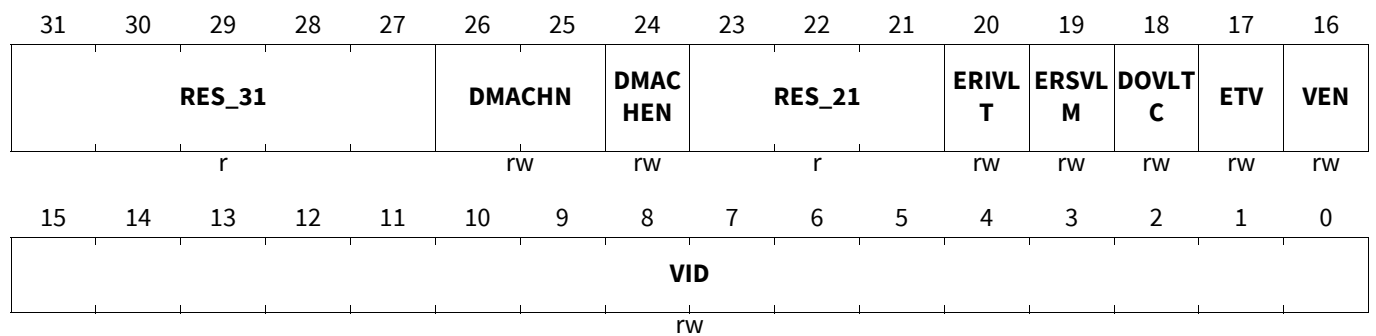 31 30 29 28 27 26 25 24 23 22 21 20 19 18 17 16
RES_31 DMACHN DMAC HEN RES_21 ERIVL T ERSVL M DOVLT C ETV VEN
r rw rw r rw rw rw rw rw
15 14 13 12 11 10 9 8 7 6 5 4 3 2 1 0
VID
rw